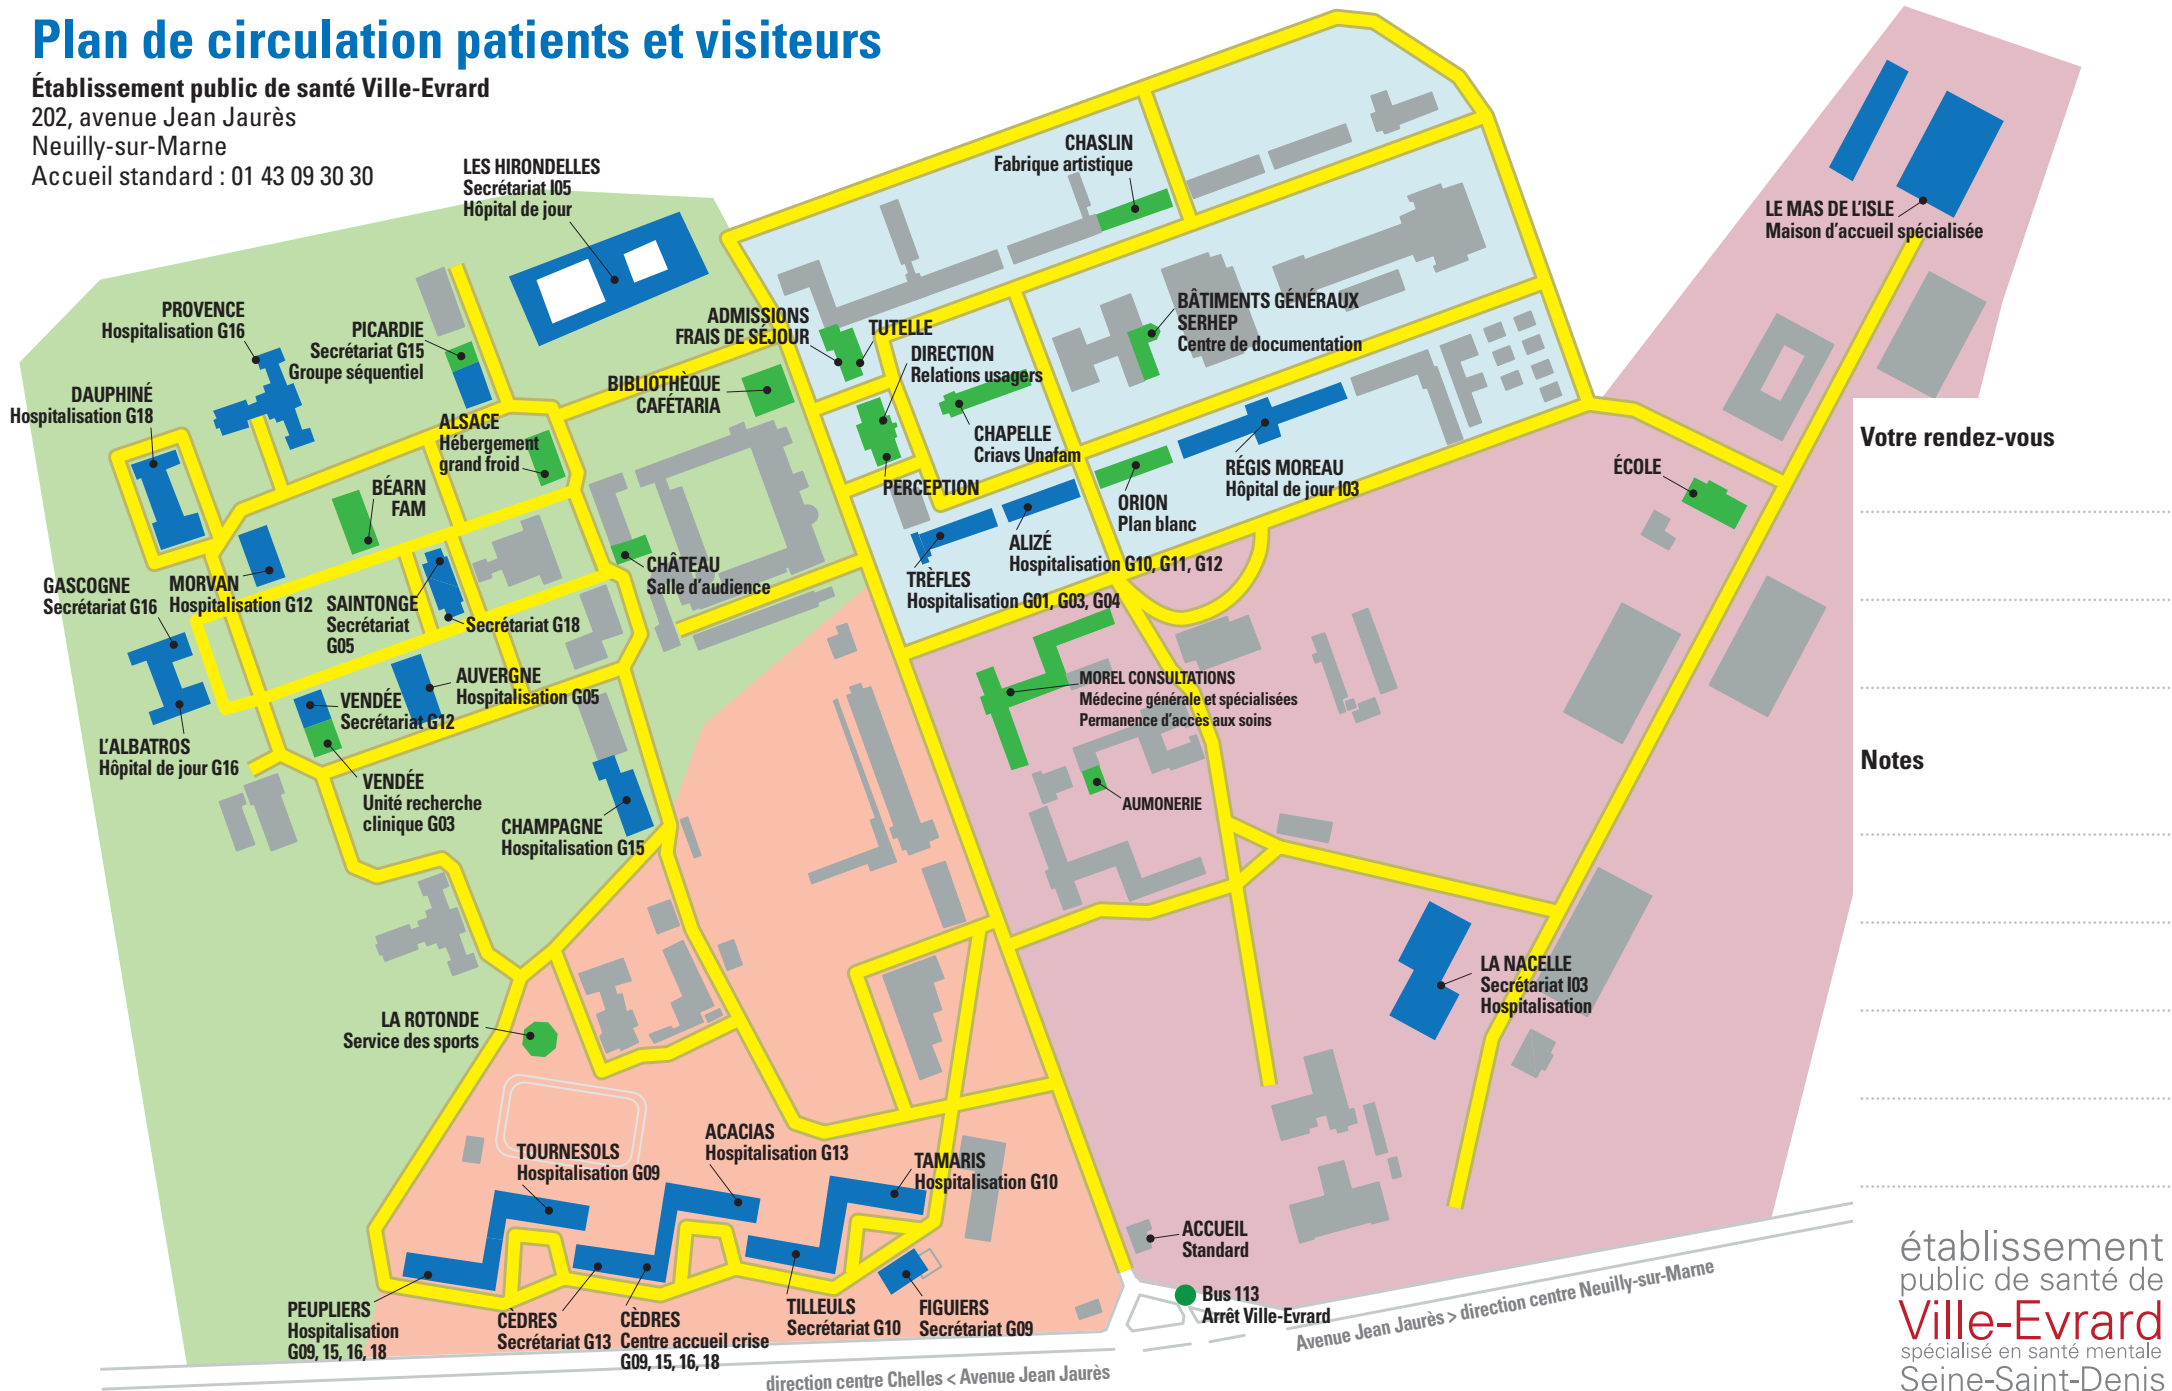 Plan de circulation patients et visiteurs
Établissement public de santé Ville-Evrard
202, avenue Jean Jaurès
Neuilly-sur-Marne
Accueil standard : 01 43 09 30 30
LES HIRONDELLES
Secrétariat I05
Hôpital de jour
CHASLIN
Fabrique artistique
LE MAS DE L'ISLE
Maison d'accueil spécialisée
PROVENCE
Hospitalisation G16
PICARDIE
Secrétariat G15
Groupe séquentiel
DAUPHINÉ
Hospitalisation G18
ADMISSIONS
FRAIS DE SÉJOUR
TUTELLE
DIRECTION
Relations usagers
BÂTIMENTS GÉNÉRAUX
SERHEP
Centre de documentation
BIBLIOTHÈQUE
CAFÉTARIA
ALSACE
Hébergement
grand froid
CHAPELLE
Criavs Unafam
PERCEPTION
RÉGIS MOREAU
Hôpital de jour I03
ORION
Plan blanc
ÉCOLE
BÉARN
FAM
ALIZÉ
Hospitalisation G10, G11, G12
TRÈFLES
Hospitalisation G01, G03, G04
CHÂTEAU
Salle d'audience
GASCOGNE
Secrétariat G16
MORVAN
Hospitalisation G12
SAINTONGE
Secrétariat
G05
Secrétariat G18
AUVERGNE
Hospitalisation G05
VENDÉE
Secrétariat G12
L'ALBATROS
Hôpital de jour G16
VENDÉE
Unité recherche
clinique G03
CHAMPAGNE
Hospitalisation G15
MOREL CONSULTATIONS
Médecine générale et spécialisées
Permanence d'accès aux soins
AUMONERIE
LA NACELLE
Secrétariat I03
Hospitalisation
LA ROTONDE
Service des sports
TOURNESOLS
Hospitalisation G09
ACACIAS
Hospitalisation G13
TAMARIS
Hospitalisation G10
PEUPLIERS
Hospitalisation
G09, 15, 16, 18
CÈDRES
Secrétariat G13
CÈDRES
Centre accueil crise
G09, 15, 16, 18
TILLEULS
Secrétariat G10
FIGUIERS
Secrétariat G09
ACCUEIL
Standard
Bus 113
Arrêt Ville-Evrard
Avenue Jean Jaurès > direction centre Neuilly-sur-Marne
direction centre Chelles < Avenue Jean Jaurès
Votre rendez-vous
Notes
établissement
public de santé de
Ville-Evrard
spécialisé en santé mentale
Seine-Saint-Denis